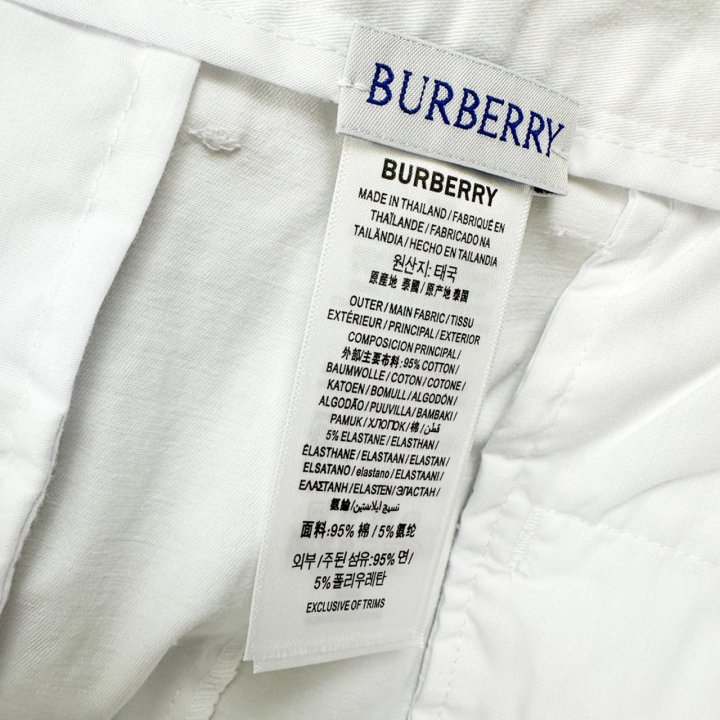 BURBERRY
BURBERRY
MADE IN THAILAND / FABRIQUÉ EN
THAÏLANDE / FABRICADO NA
TAILÂNDIA / HECHO EN TAILANDIA
원산지: 태국
原産地 泰國 / 原产地 泰国
OUTER / MAIN FABRIC / TISSU
EXTÉRIEUR / PRINCIPAL / EXTERIOR
COMPOSICION PRINCIPAL /
外部/主要布料: 95% COTTON /
BAUMWOLLE / COTON / COTONE /
KATOEN / BOMULL / ALGODÓN /
ALGODÃO / PUUVILLA / BAMBAKI /
PAMUK / ХЛОПОК / 棉 / قطن /
5% ELASTANE / ELASTHAN /
ÉLASTHANE / ELASTAAN / ELASTAN /
ELSATANO / elastano / ELASTAANI /
ΕΛΑΣΤΑΝΗ / ELASTEN / ЭЛАСТАН /
氨綸 / نسيج ايلاستين
面料:95% 棉 / 5% 氨纶
외부 / 주된 섬유:95% 면 /
5% 폴리우레탄
EXCLUSIVE OF TRIMS